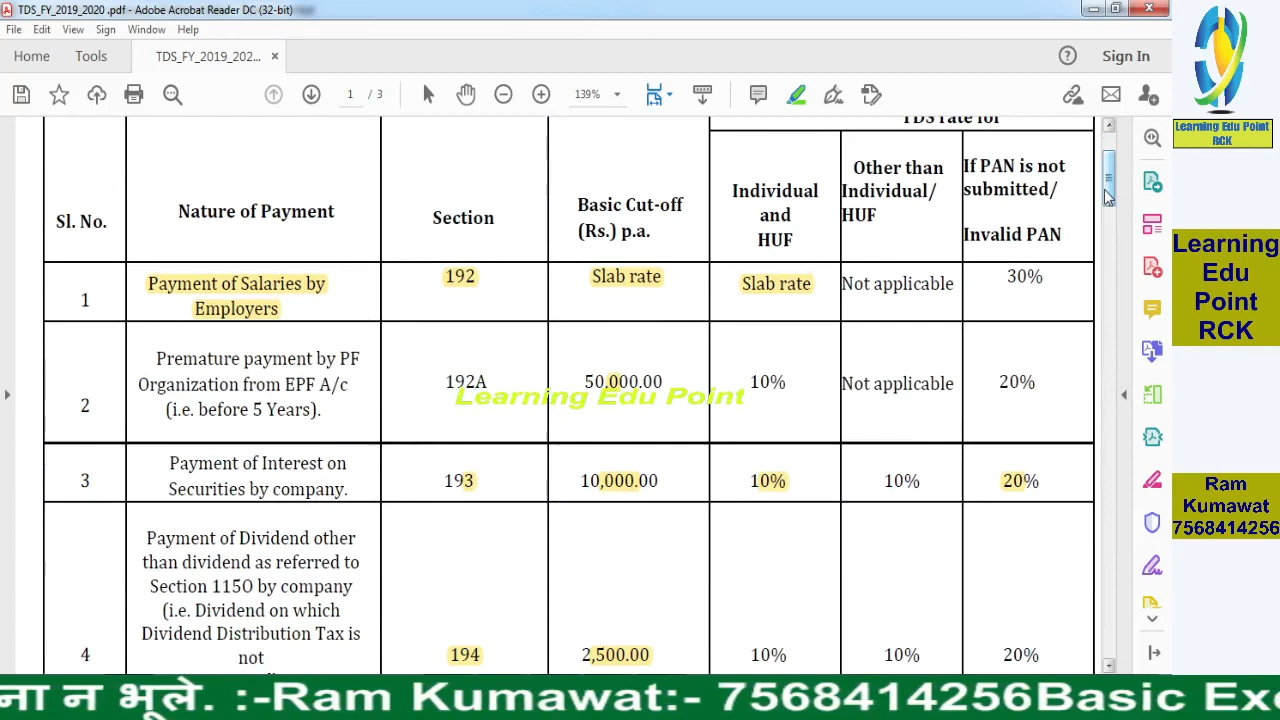 TDS_FY_2019_2020 .pdf - Adobe Acrobat Reader DC (32-bit)
File Edit View Sign Window Help
Home Tools TDS_FY_2019_202... × Sign In
1 / 3 139%
TDS rate for
Sl. No. Nature of Payment Section Basic Cut-off (Rs.) p.a. Individual and HUF Other than Individual/ HUF If PAN is not submitted/ Invalid PAN
1 Payment of Salaries by Employers 192 Slab rate Slab rate Not applicable 30%
2 Premature payment by PF Organization from EPF A/c (i.e. before 5 Years). 192A 50,000.00 10% Not applicable 20%
Learning Edu Point
3 Payment of Interest on Securities by company. 193 10,000.00 10% 10% 20%
4 Payment of Dividend other than dividend as referred to Section 115O by company (i.e. Dividend on which Dividend Distribution Tax is not 194 2,500.00 10% 10% 20%
Learning Edu Point
RCK
Learning
Edu
Point
RCK
Ram
Kumawat
7568414256
ना न भूले. :-Ram Kumawat:- 7568414256Basic Exc